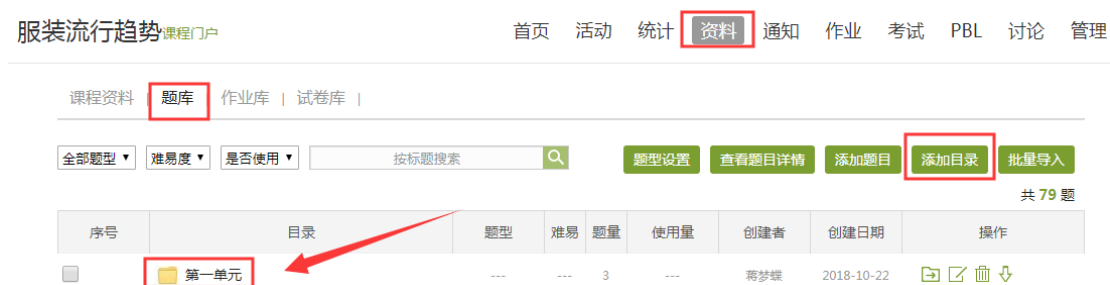 服装流行趋势课程门户 首页 活动 统计 资料 通知 作业 考试 PBL 讨论 管理
课程资料 | 题库 作业库 | 试卷库 |
全部题型 难易度 是否使用 按标题搜索 题型设置 查看题目详情 添加题目 添加目录 批量导入
共 79 题
序号 目录 题型 难易 题量 使用量 创建者 创建日期 操作
第一单元 --- --- 3 --- 蒋梦蝶 2018-10-22